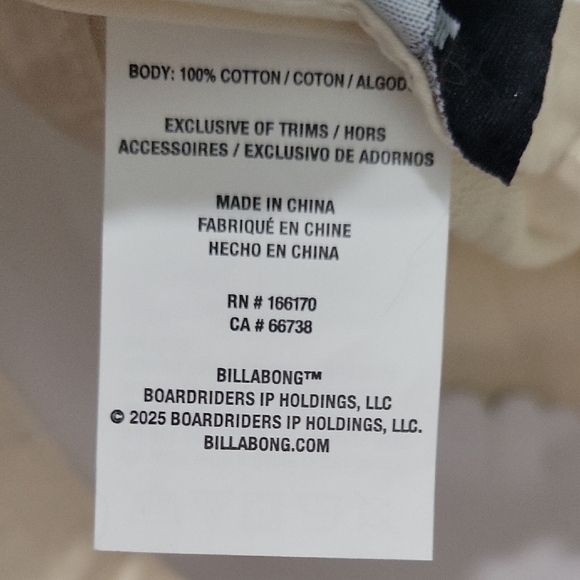 BODY: 100% COTTON / COTON /
EXCLUSIVE OF TRIMS / HORS
ACCESSOIRES / EXCLUSIVO DE ADORNOS
MADE IN CHINA
FABRIQUÉ EN CHINE
HECHO EN CHINA
RN # 166170
CA # 66738
BILLABONG™
BOARDRIDERS IP HOLDINGS, LLC
© 2025 BOARDRIDERS IP HOLDINGS, LLC.
BILLABONG.COM